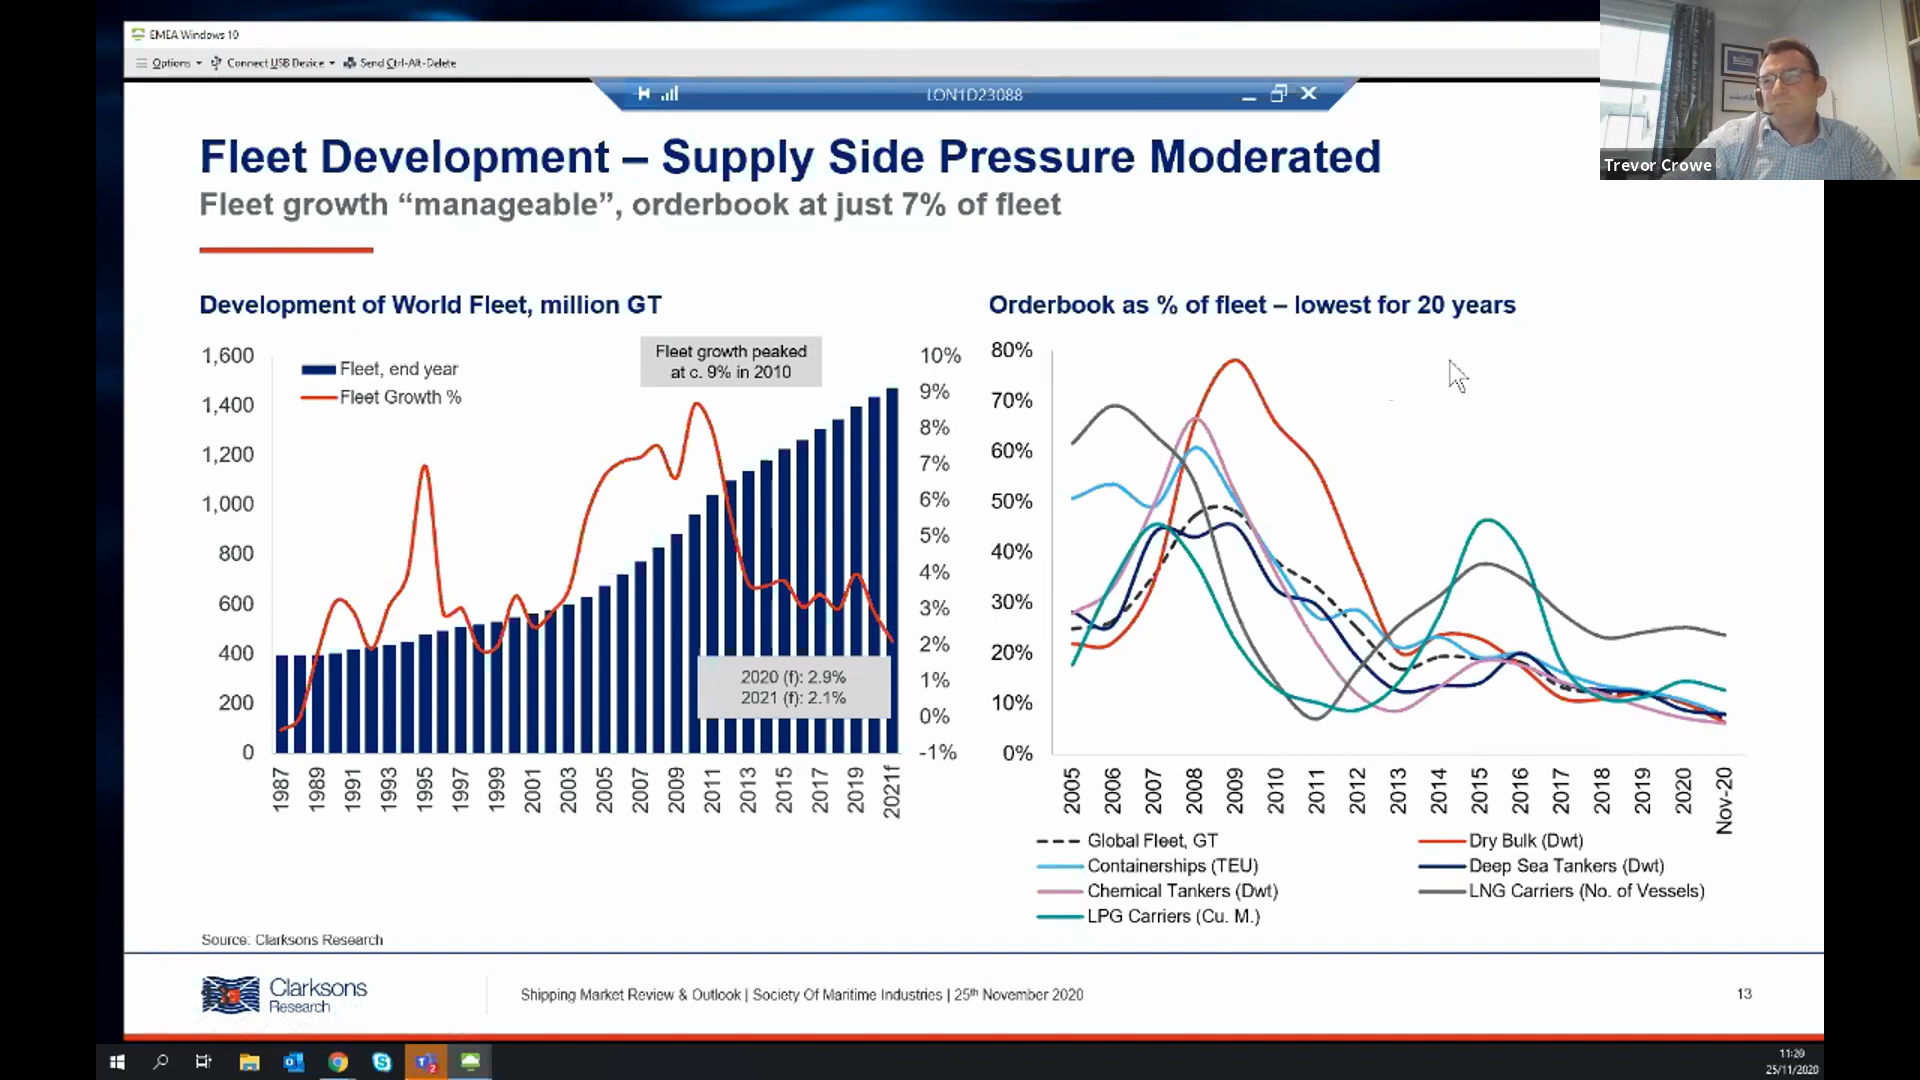 EMEA Windows 10
Options
Connect USB Device
Send Ctrl-Alt-Delete
LON1D23088
Trevor Crowe
Fleet Development – Supply Side Pressure Moderated
Fleet growth “manageable”, orderbook at just 7% of fleet
Development of World Fleet, million GT
1,600
1,400
1,200
1,000
800
600
400
200
0
Fleet, end year
Fleet Growth %
Fleet growth peaked
at c. 9% in 2010
2020 (f): 2.9%
2021 (f): 2.1%
10%
9%
8%
7%
6%
5%
4%
3%
2%
1%
0%
-1%
1987
1989
1991
1993
1995
1997
1999
2001
2003
2005
2007
2009
2011
2013
2015
2017
2019
2021f
Orderbook as % of fleet – lowest for 20 years
80%
70%
60%
50%
40%
30%
20%
10%
0%
2005
2006
2007
2008
2009
2010
2011
2012
2013
2014
2015
2016
2017
2018
2019
2020
Nov-20
Global Fleet, GT
Dry Bulk (Dwt)
Containerships (TEU)
Deep Sea Tankers (Dwt)
Chemical Tankers (Dwt)
LNG Carriers (No. of Vessels)
LPG Carriers (Cu. M.)
Source: Clarksons Research
Clarksons
Research
Shipping Market Review & Outlook | Society Of Maritime Industries | 25th November 2020
13
11:20
25/11/2020